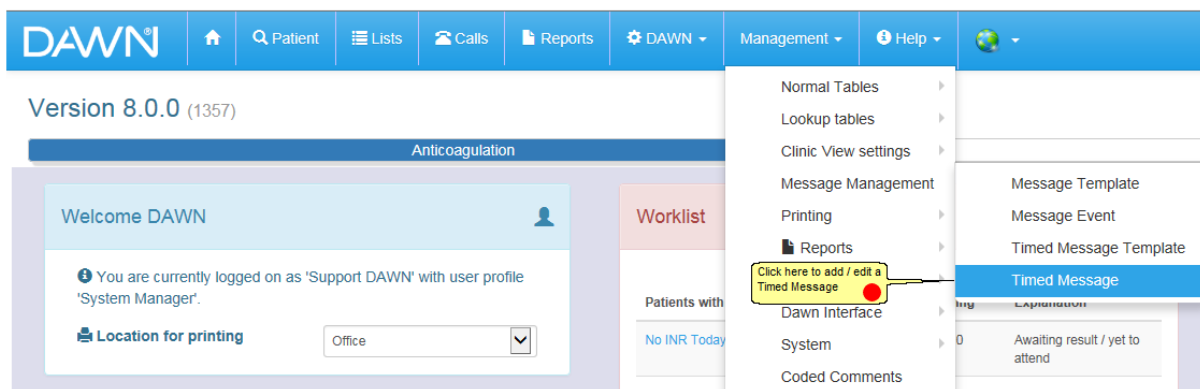 DAWN®
Patient
Lists
Calls
Reports
DAWN
Management
Help
Version 8.0.0 (1357)
Anticoagulation
Welcome DAWN
You are currently logged on as 'Support DAWN' with user profile
'System Manager'.
Location for printing
Office
Worklist
Patients with
No INR Today
Explanation
0
Awaiting result / yet to
attend
Normal Tables
Lookup tables
Clinic View settings
Message Management
Printing
Reports
Dawn Interface
System
Coded Comments
Message Template
Message Event
Timed Message Template
Timed Message
Click here to add / edit a
Timed Message